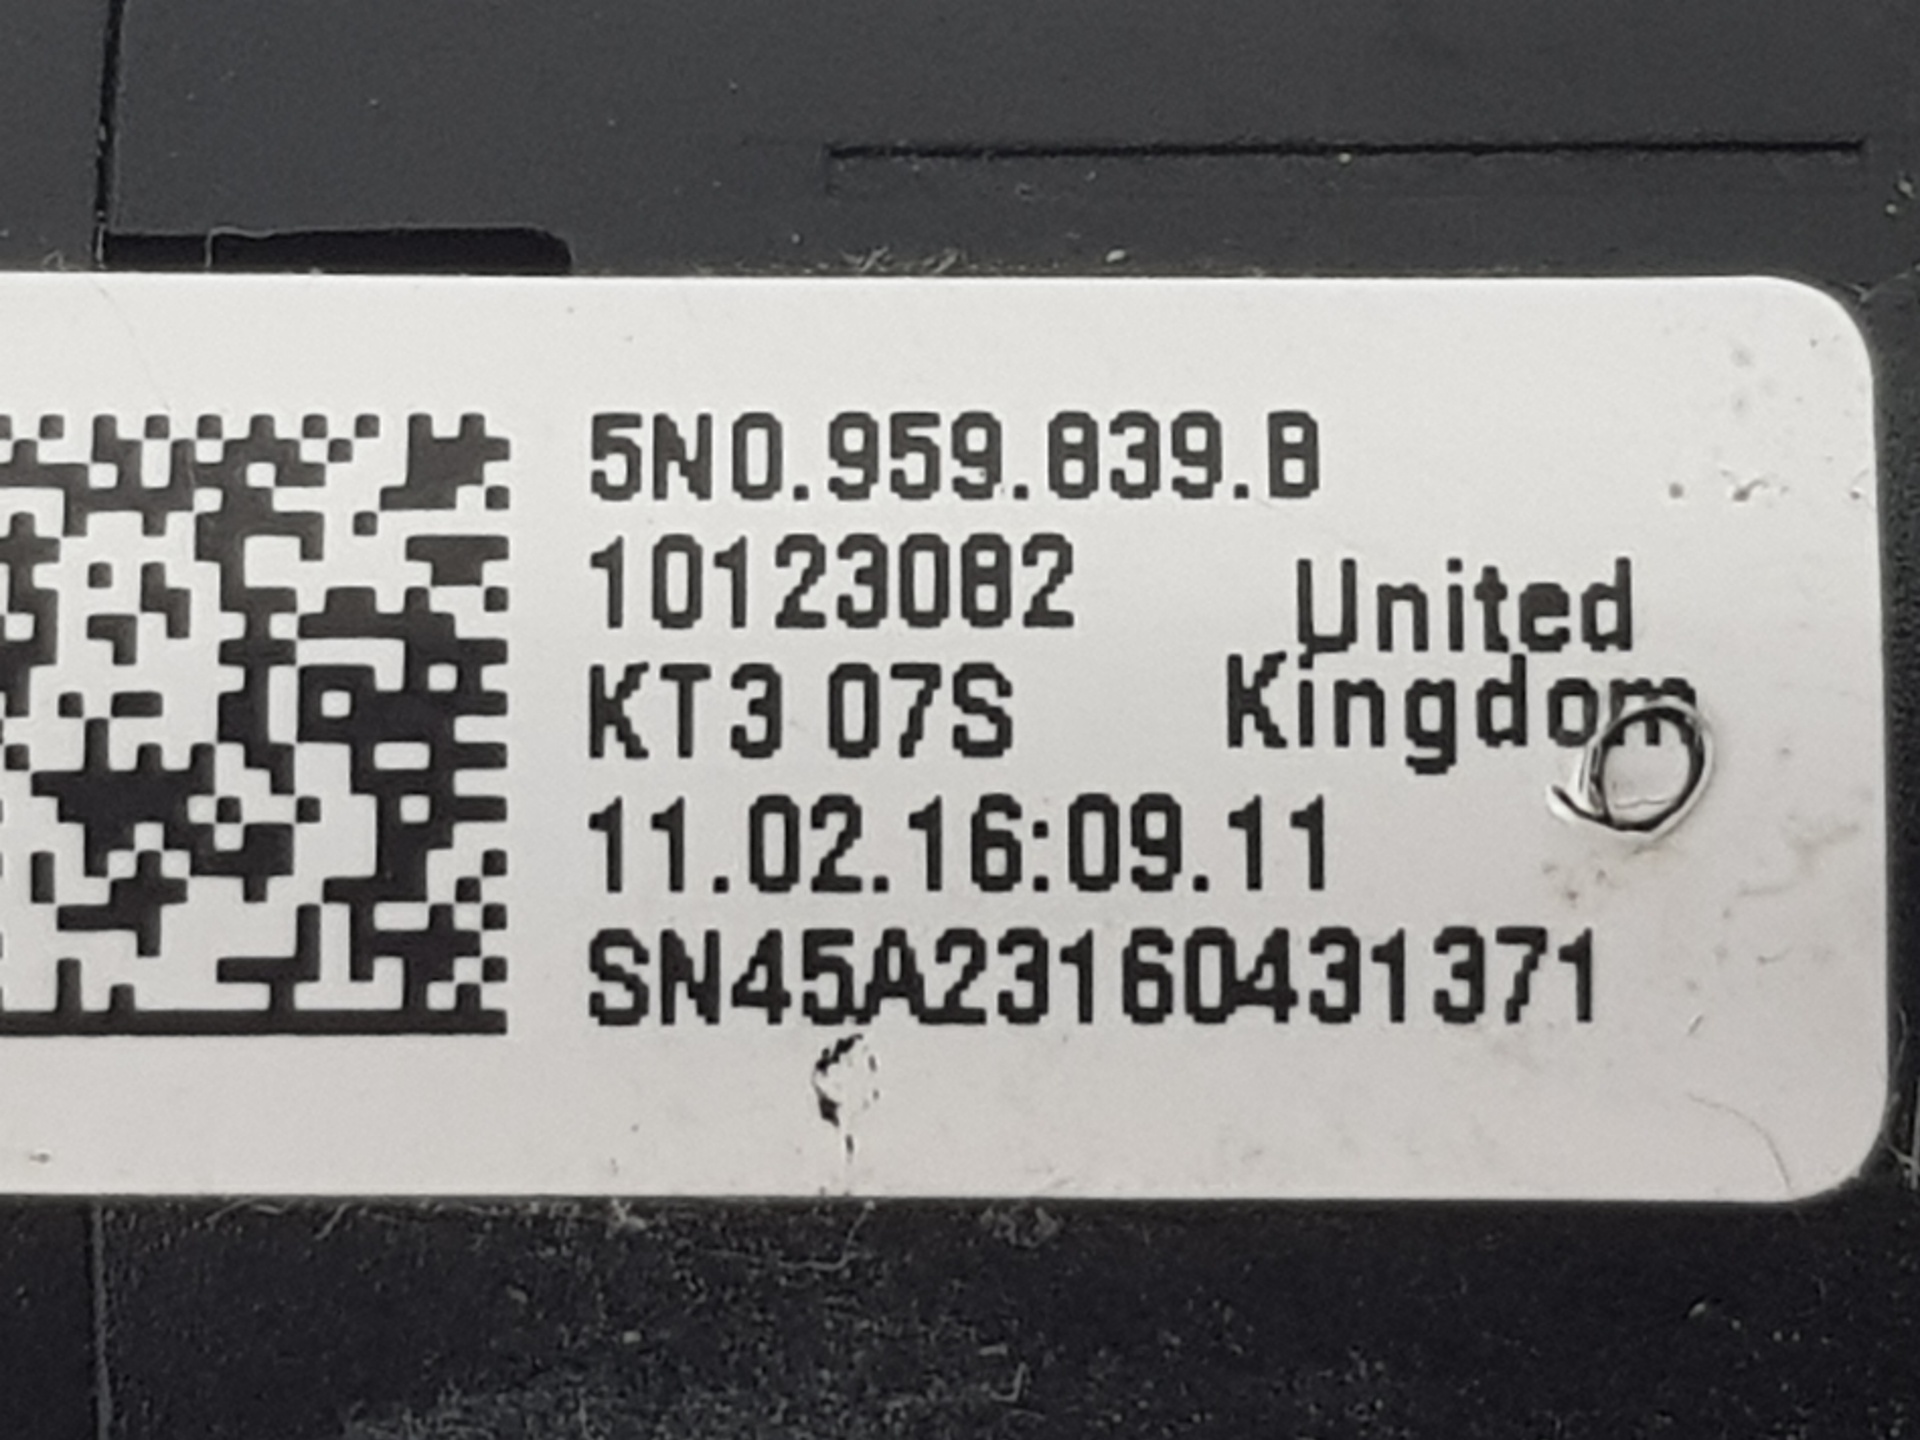 5N0.959.839.B
10123082
United
Kingdom
KT3 07S
11.02.16:09.11
SN45A23160431371